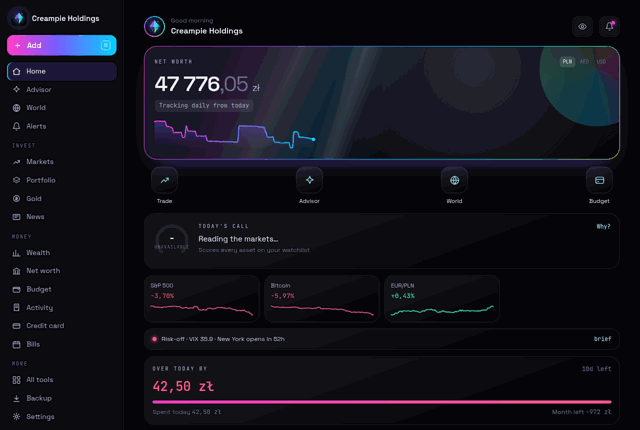 Creampie Holdings
+ Add
Home
Advisor
World
Alerts
INVEST
Markets
Portfolio
Gold
News
MONEY
Wealth
Net worth
Budget
Activity
Credit card
Bills
MORE
All tools
Backup
Settings
Good morning
Creampie Holdings
NET WORTH
PLN AED USD
47 776,05 zł
Tracking daily from today
Trade
Advisor
World
Budget
TODAY'S CALL
Why?
-
UNAVAILABLE
Reading the markets…
Scores every asset on your watchlist
S&P 500
-3,70%
Bitcoin
-5,97%
EUR/PLN
+0,43%
Risk-off · VIX 35.9 · New York opens in 52h
brief
OVER TODAY BY
10d left
42,50 zł
Spent today 42,50 zł
Month left -972 zł